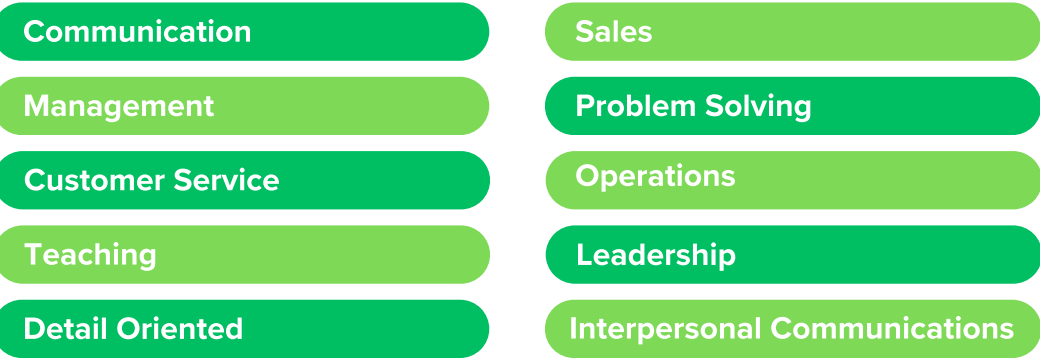 Communication
Management
Customer Service
Teaching
Detail Oriented
Sales
Problem Solving
Operations
Leadership
Interpersonal Communications